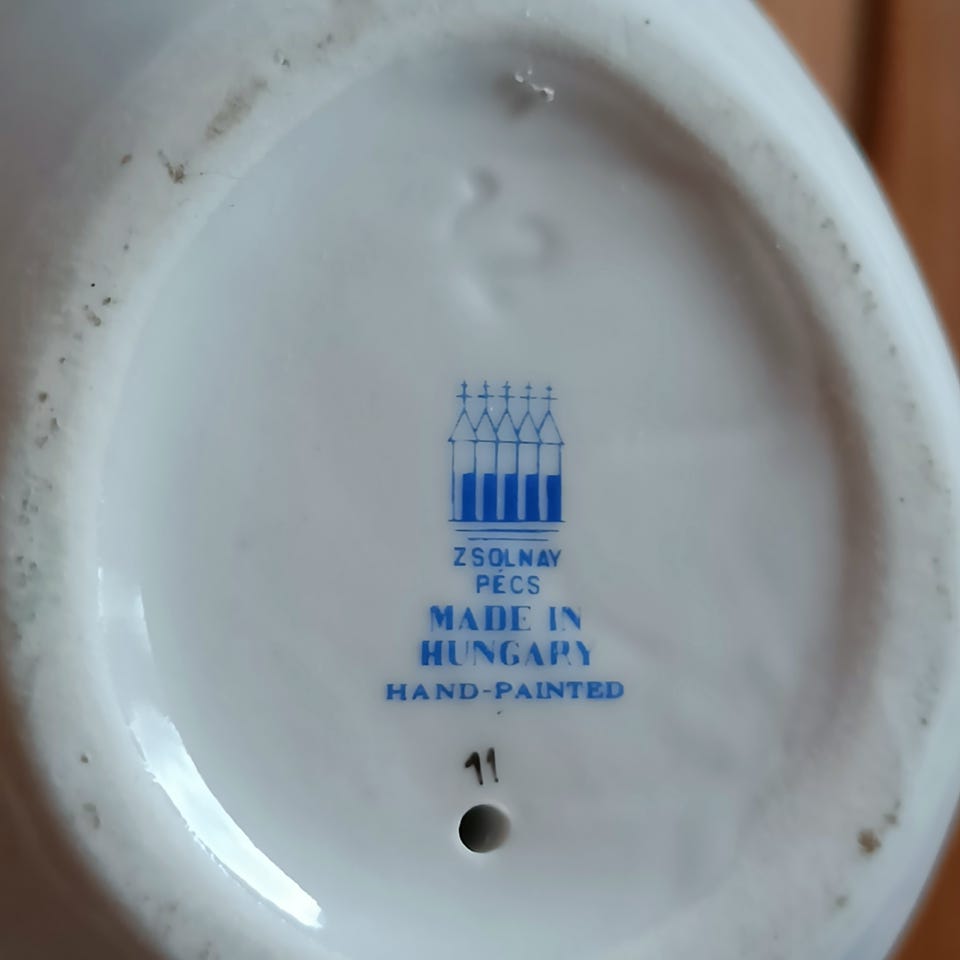 ZSOLNAY
PÉCS
MADE IN
HUNGARY
HAND-PAINTED
11